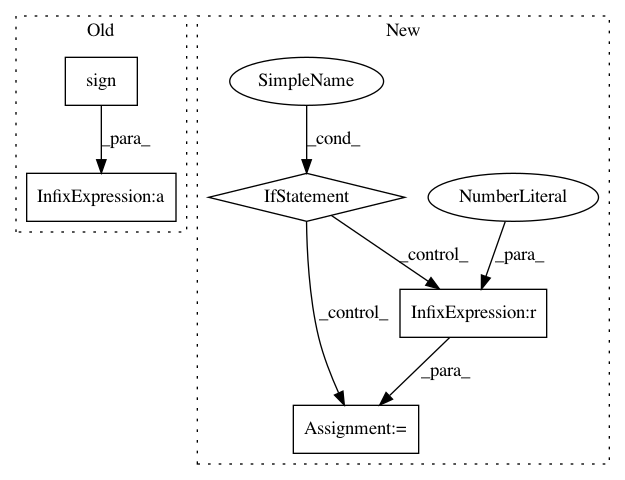 Old
New
sign
SimpleName
_para_
_cond_
InfixExpression:a
IfStatement
NumberLiteral
_control_
_para_
InfixExpression:r
_control_
_para_
Assignment:=